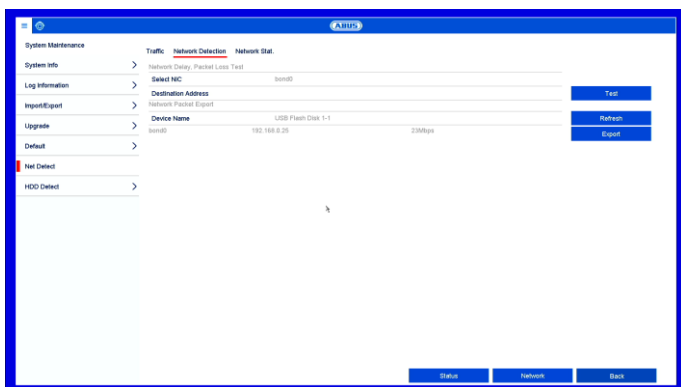 ABUS
System Maintenance
System Info
Log Information
Import/Export
Upgrade
Default
Net Detect
HDD Detect
Traffic Network Detection Network Stat.
Network Delay, Packet Loss Test
Select NIC bond0
Destination Address Test
Network Packet Export
Device Name USB Flash Disk 1-1 Refresh
bond0 192.168.0.26 23Mbps Export
Status Network Back